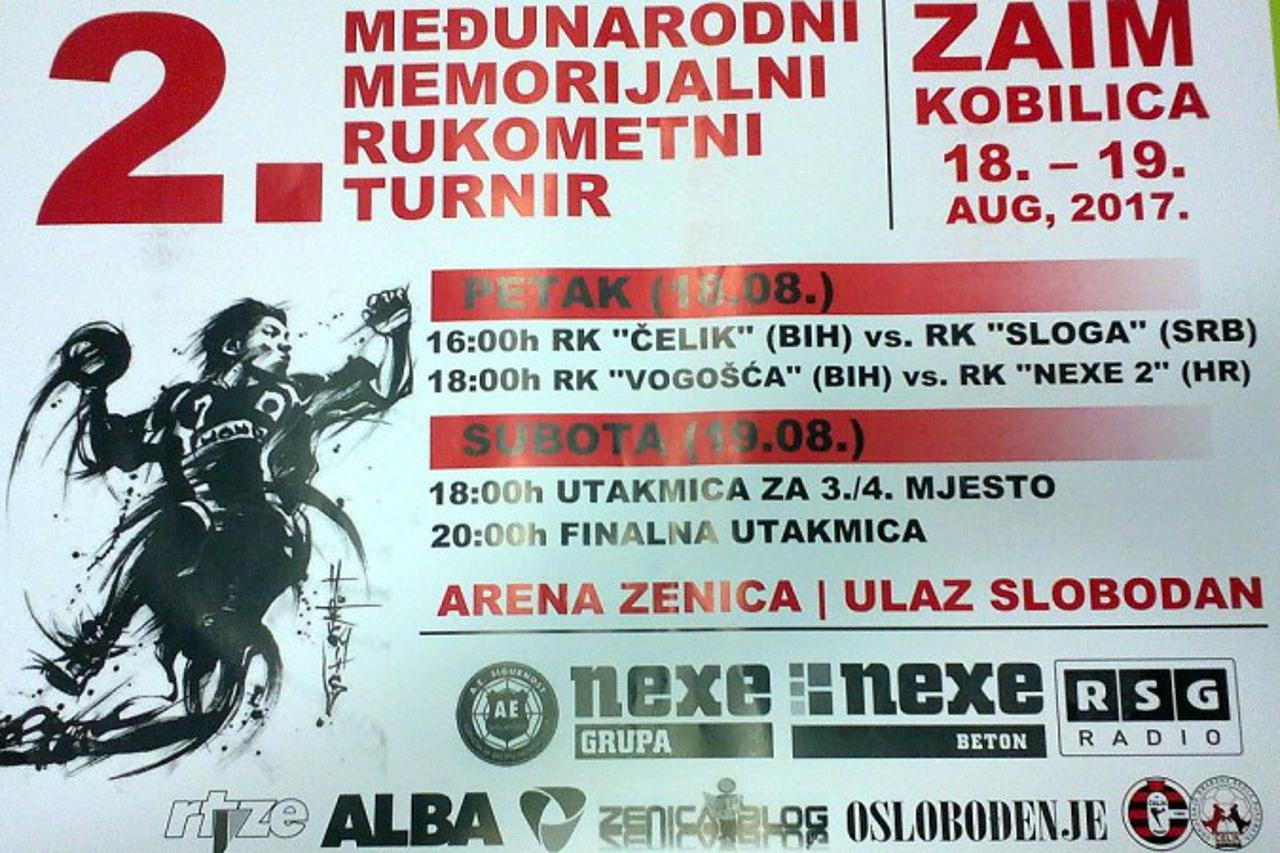 2.
MEĐUNARODNI
MEMORIJALNI
RUKOMETNI
TURNIR
ZAIM
KOBILICA
18. – 19.
AUG, 2017.
PETAK (18.08.)
16:00h RK "ČELIK" (BIH) vs. RK "SLOGA" (SRB)
18:00h RK "VOGOŠĆA" (BIH) vs. RK "NEXE 2" (HR)
SUBOTA (19.08.)
18:00h UTAKMICA ZA 3./4. MJESTO
20:00h FINALNA UTAKMICA
ARENA ZENICA | ULAZ SLOBODAN
AE
nexe
GRUPA
nexe
BETON
RSG
RADIO
rtze
ALBA
ZENICABLOG
OSLOBOĐENJE